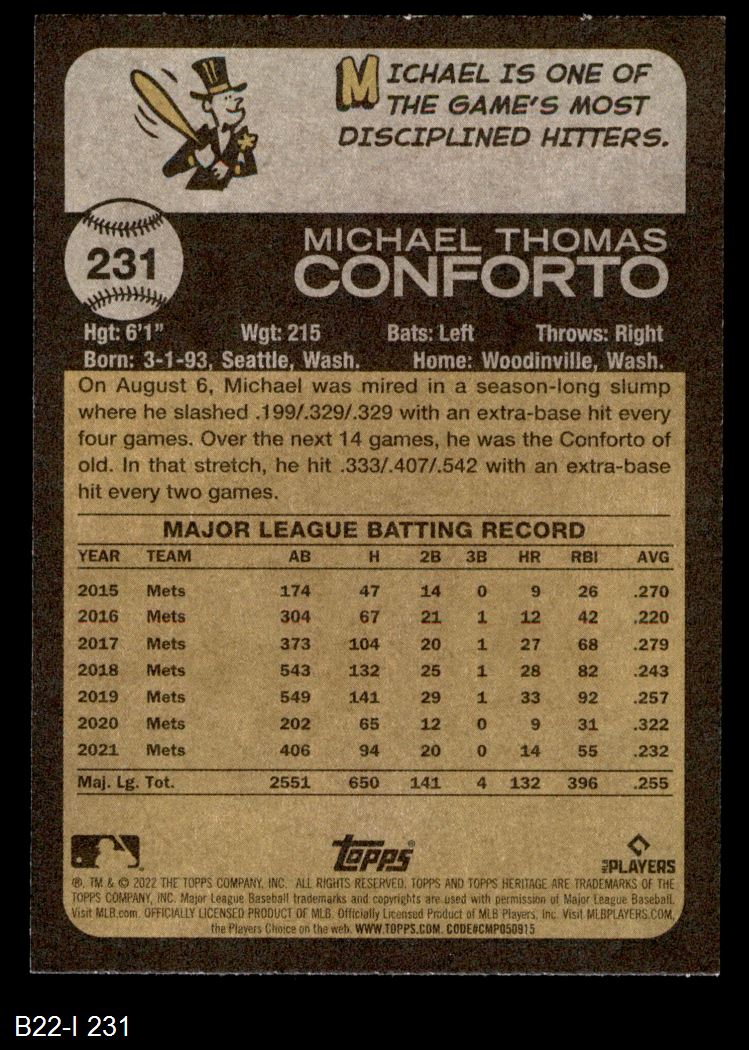 MICHAEL IS ONE OF
THE GAME'S MOST
DISCIPLINED HITTERS.
231
MICHAEL THOMAS
CONFORTO
Hgt: 6'1" Wgt: 215 Bats: Left Throws: Right
Born: 3-1-93, Seattle, Wash. Home: Woodinville, Wash.
On August 6, Michael was mired in a season-long slump
where he slashed .199/.329/.329 with an extra-base hit every
four games. Over the next 14 games, he was the Conforto of
old. In that stretch, he hit .333/.407/.542 with an extra-base
hit every two games.
MAJOR LEAGUE BATTING RECORD
YEAR TEAM AB H 2B 3B HR RBI AVG
2015 Mets 174 47 14 0 9 26 .270
2016 Mets 304 67 21 1 12 42 .220
2017 Mets 373 104 20 1 27 68 .279
2018 Mets 543 132 25 1 28 82 .243
2019 Mets 549 141 29 1 33 92 .257
2020 Mets 202 65 12 0 9 31 .322
2021 Mets 406 94 20 0 14 55 .232
Maj. Lg. Tot. 2551 650 141 4 132 396 .255
Topps® MLB PLAYERS
®, TM & © 2022 THE TOPPS COMPANY, INC. ALL RIGHTS RESERVED. TOPPS AND TOPPS HERITAGE ARE TRADEMARKS OF THE
TOPPS COMPANY, INC. Major League Baseball trademarks and copyrights are used with permission of Major League Baseball.
Visit MLB.com. OFFICIALLY LICENSED PRODUCT OF MLB. Officially Licensed Product of MLB Players, Inc. Visit MLBPLAYERS.COM,
the Players Choice on the web. WWW.TOPPS.COM. CODE#CMP050915
B22-I 231